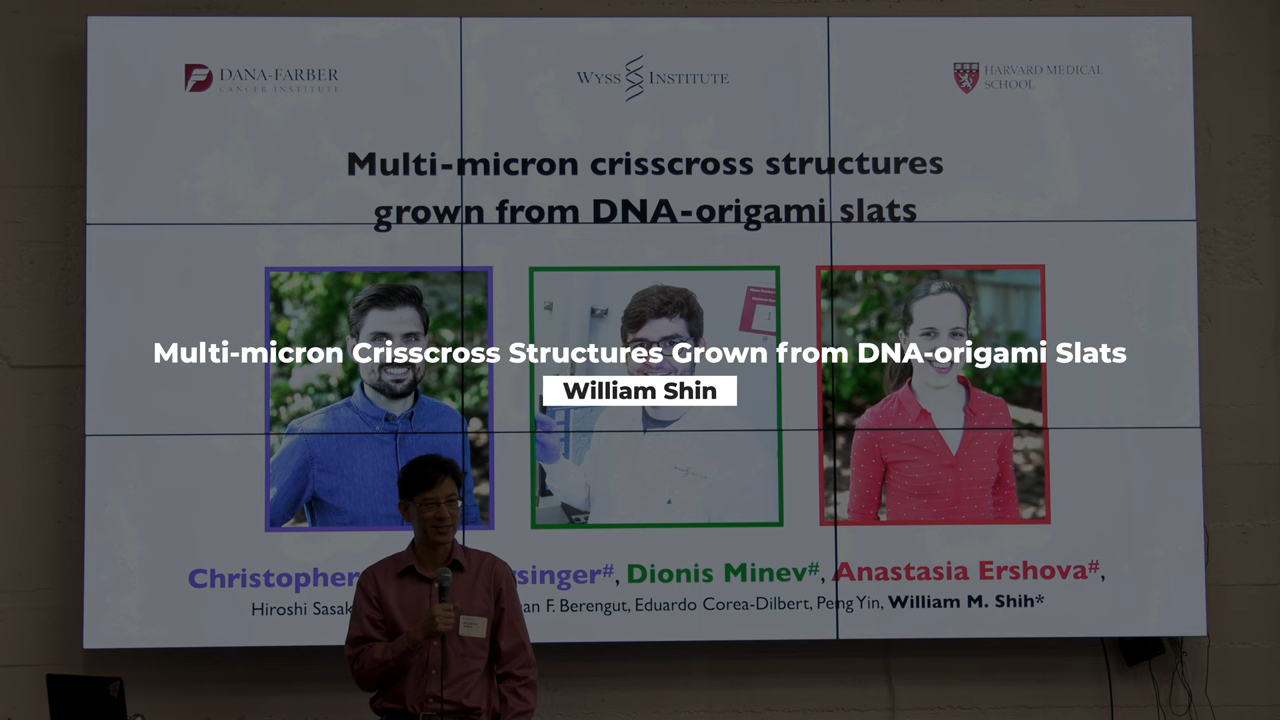 DANA-FARBER
CANCER INSTITUTE
WYSS INSTITUTE
HARVARD MEDICAL
SCHOOL
Multi-micron crisscross structures
grown from DNA-origami slats
Multi-micron Crisscross Structures Grown from DNA-origami Slats
William Shin
Christopher singer#, Dionis Minev#, Anastasia Ershova#,
Hiroshi F. Berengut, Eduardo Corea-Dilbert, Peng Yin, William M. Shih*